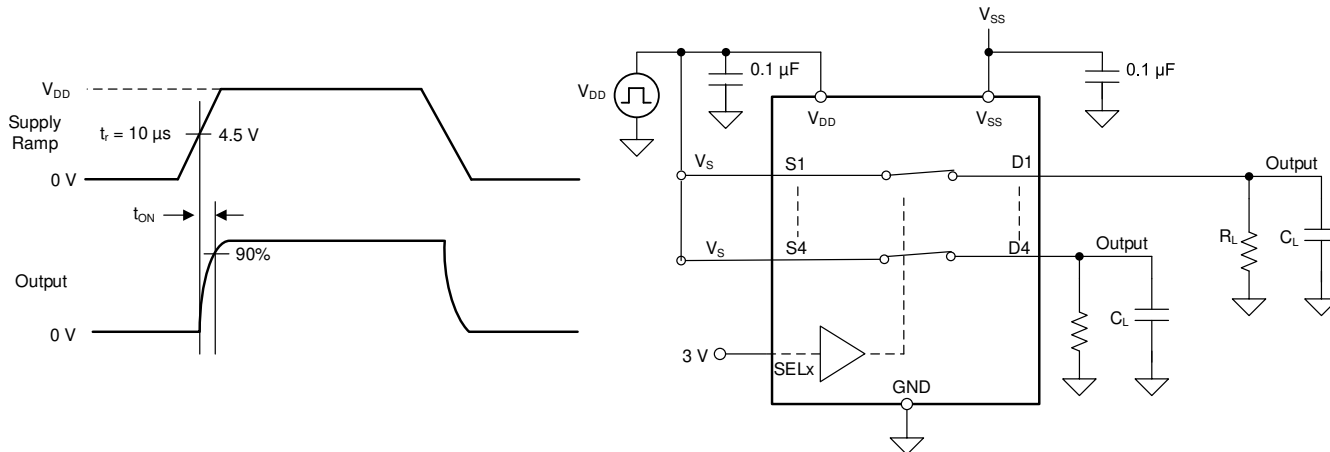 V_DD
Supply
Ramp
t_r = 10 µs
4.5 V
0 V
t_ON
90%
Output
0 V
V_DD
0.1 µF
V_SS
0.1 µF
V_DD
V_SS
V_S
S1
D1
Output
V_S
S4
D4
Output
R_L
C_L
C_L
3 V
SELx
GND